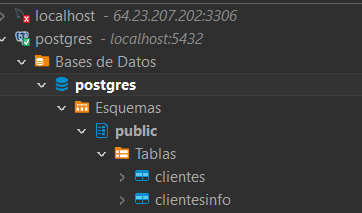 localhost - 64.23.207.202:3306
postgres - localhost:5432
Bases de Datos
postgres
Esquemas
public
Tablas
clientes
clientesinfo